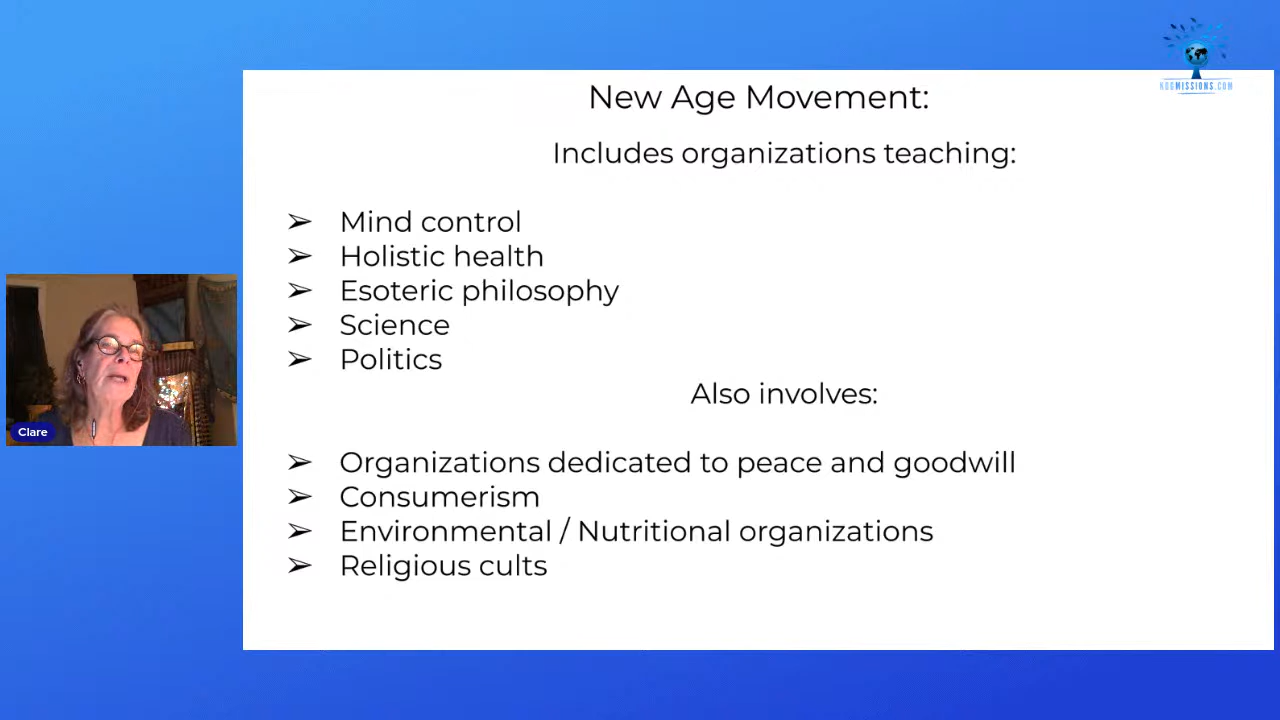 New Age Movement:
Includes organizations teaching:
➢ Mind control
➢ Holistic health
➢ Esoteric philosophy
➢ Science
➢ Politics
Also involves:
➢ Organizations dedicated to peace and goodwill
➢ Consumerism
➢ Environmental / Nutritional organizations
➢ Religious cults
Clare